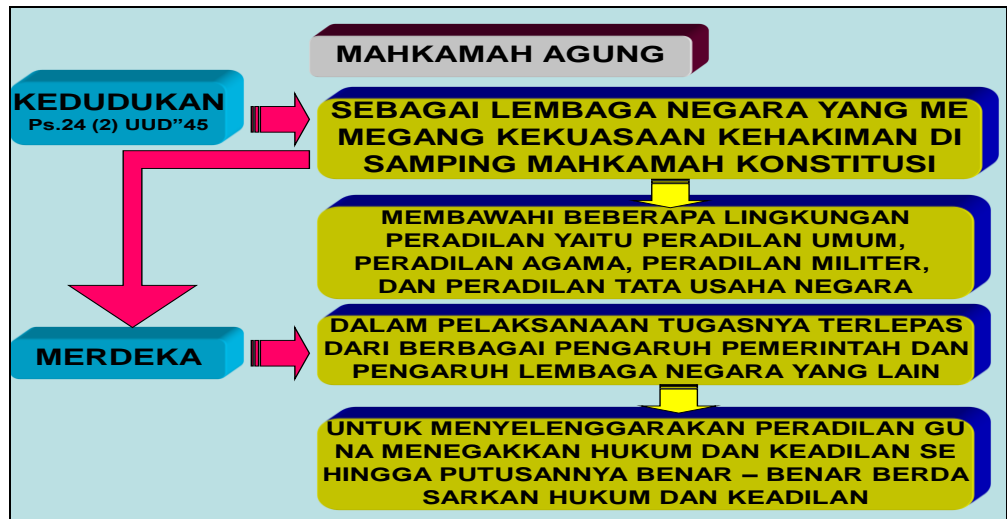 MAHKAMAH AGUNG
KEDUDUKAN
Ps.24 (2) UUD”45
SEBAGAI LEMBAGA NEGARA YANG ME
MEGANG KEKUASAAN KEHAKIMAN DI
SAMPING MAHKAMAH KONSTITUSI
MEMBAWAHI BEBERAPA LINGKUNGAN
PERADILAN YAITU PERADILAN UMUM,
PERADILAN AGAMA, PERADILAN MILITER,
DAN PERADILAN TATA USAHA NEGARA
MERDEKA
DALAM PELAKSANAAN TUGASNYA TERLEPAS
DARI BERBAGAI PENGARUH PEMERINTAH DAN
PENGARUH LEMBAGA NEGARA YANG LAIN
UNTUK MENYELENGGARAKAN PERADILAN GU
NA MENEGAKKAN HUKUM DAN KEADILAN SE
HINGGA PUTUSANNYA BENAR – BENAR BERDA
SARKAN HUKUM DAN KEADILAN